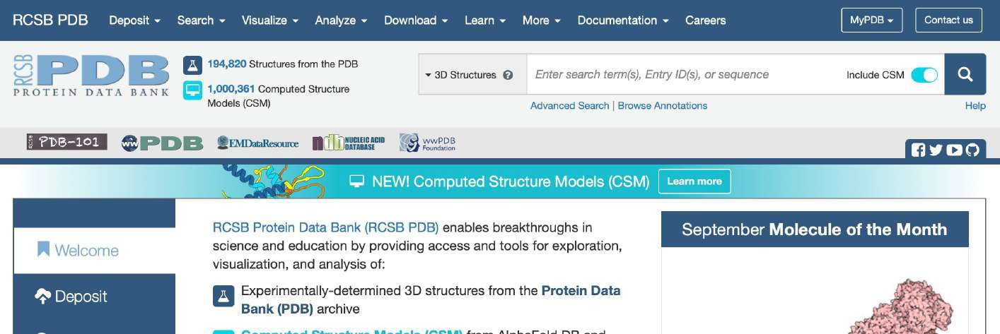 RCSB PDB Deposit Search Visualize Analyze Download Learn More Documentation Careers MyPDB Contact us
RCSB PDB
PROTEIN DATA BANK
194,820 Structures from the PDB
1,000,361 Computed Structure
Models (CSM)
3D Structures ? Enter search term(s), Entry ID(s), or sequence Include CSM
Advanced Search | Browse Annotations Help
RCSB PDB-101 wwPDB EMDataResource ndb NUCLEIC ACID DATABASE wwPDB Foundation
NEW! Computed Structure Models (CSM) Learn more
Welcome
Deposit
RCSB Protein Data Bank (RCSB PDB) enables breakthroughs in
science and education by providing access and tools for exploration,
visualization, and analysis of:
Experimentally-determined 3D structures from the Protein Data
Bank (PDB) archive
Computed Structure Models (CSM) from AlphaFold DB and
September Molecule of the Month